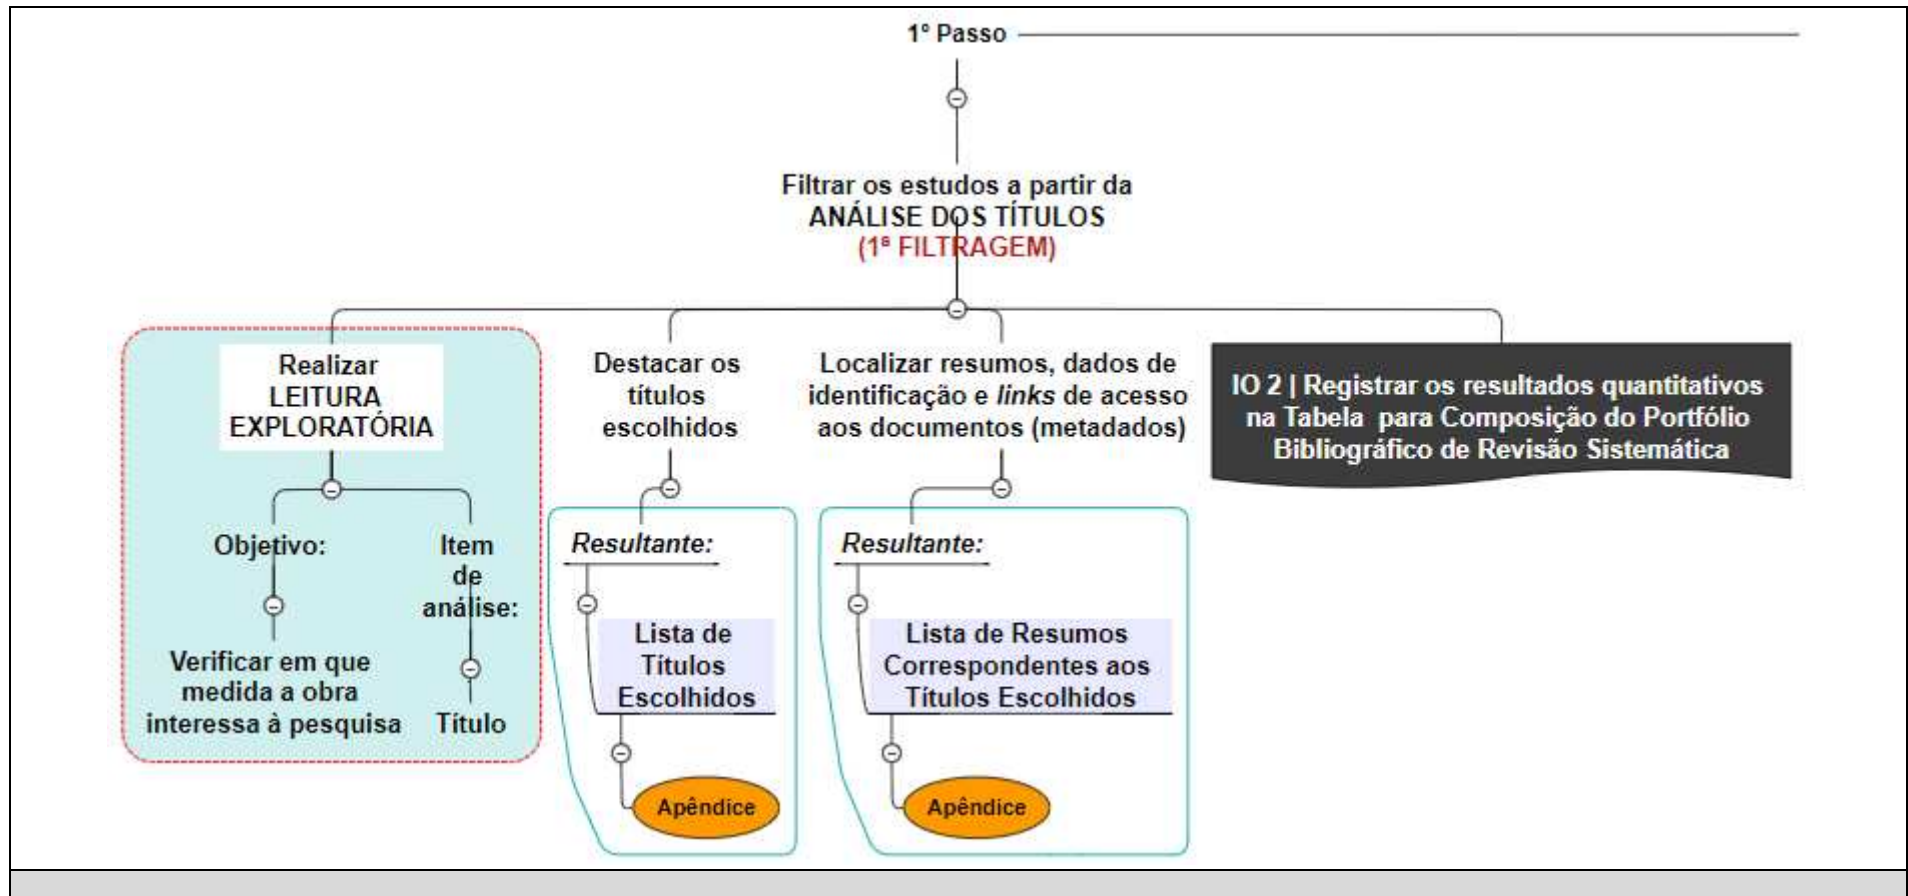 1º Passo
Filtrar os estudos a partir da
ANÁLISE DOS TÍTULOS
(1ª FILTRAGEM)
Realizar
LEITURA
EXPLORATÓRIA
Objetivo:
Verificar em que
medida a obra
interessa à pesquisa
Item
de
análise:
Título
Destacar os
títulos
escolhidos
Resultante:
Lista de
Títulos
Escolhidos
Apêndice
Localizar resumos, dados de
identificação e links de acesso
aos documentos (metadados)
Resultante:
Lista de Resumos
Correspondentes aos
Títulos Escolhidos
Apêndice
IO 2 | Registrar os resultados quantitativos
na Tabela para Composição do Portfólio
Bibliográfico de Revisão Sistemática